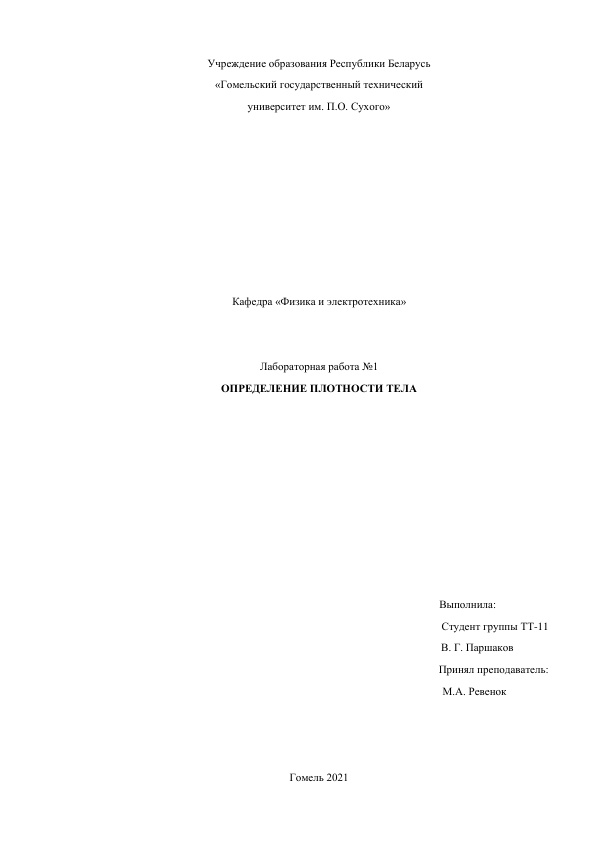 Учреждение образования Республики Беларусь
«Гомельский государственный технический
университет им. П.О. Сухого»
Кафедра «Физика и электротехника»
Лабораторная работа №1
ОПРЕДЕЛЕНИЕ ПЛОТНОСТИ ТЕЛА
Выполнила:
Студент группы ТТ-11
В. Г. Паршаков
Принял преподаватель:
М.А. Ревенок
Гомель 2021